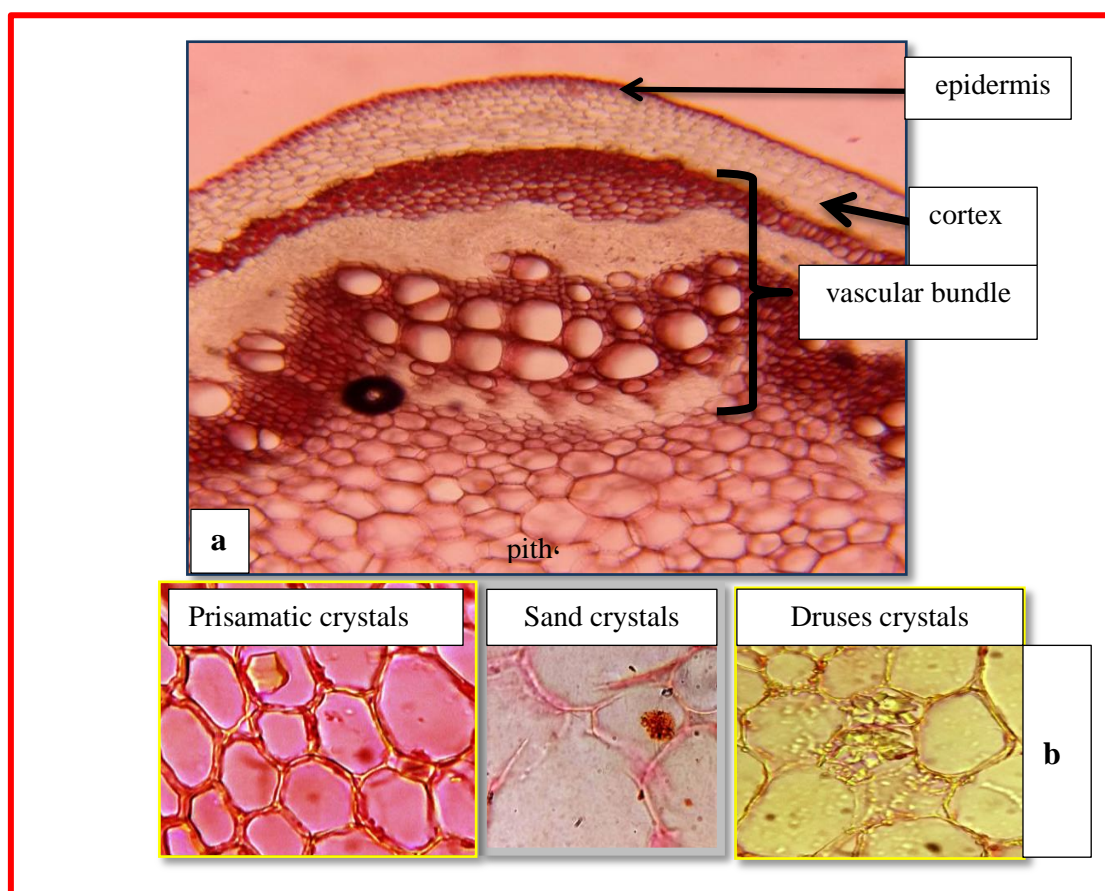 epidermis
cortex
vascular bundle
a
pith،
Prisamatic crystals
Sand crystals
Druses crystals
b